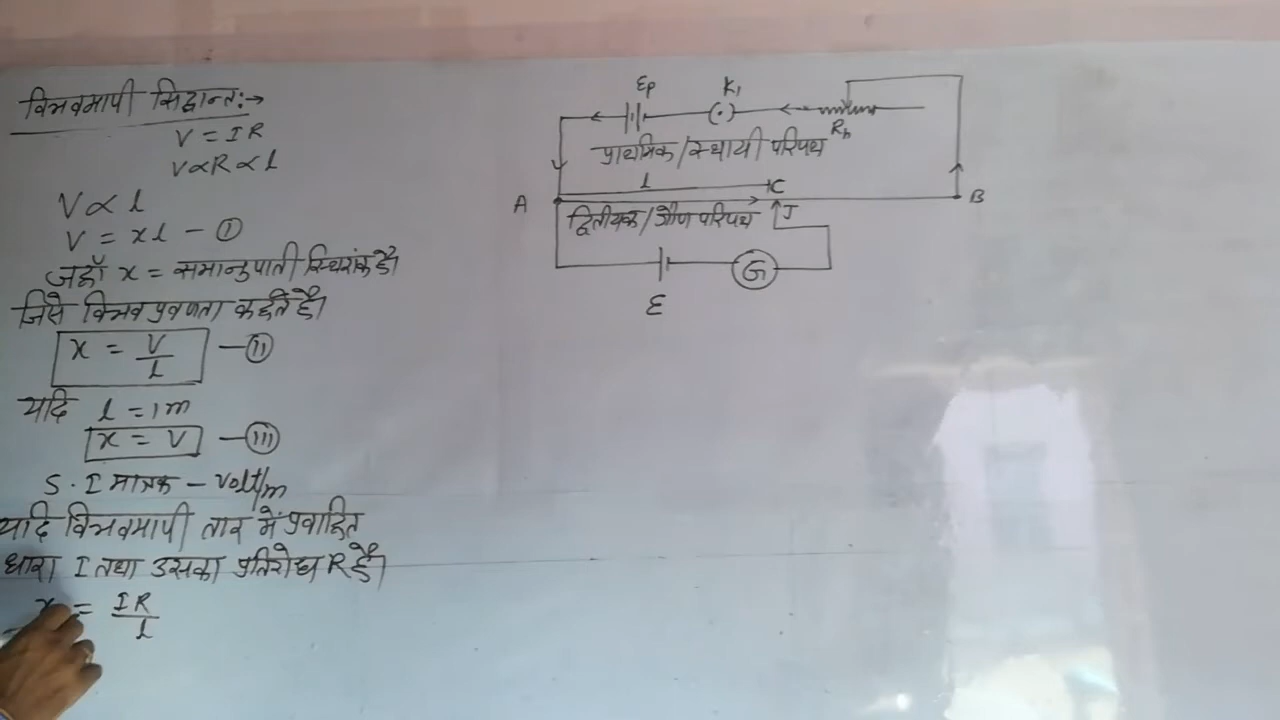 विभवमापी सिद्धान्त:→
V = IR
V∝R∝l
V∝l
V = xl – (i)
जहाँ x = समानुपाती स्थिरांक है।
जिसे विभव प्रवणता कहते है।
x = V/l – (ii)
यदि l = 1m
x = V – (iii)
S.I मात्रक – Volt/m
यदि विभवमापी तार में प्रवाहित
धारा I तथा उसका प्रतिरोध R है।
x = IR/l
Ep K1
Rh
प्राथमिक/स्थायी परिपथ
l C
A B
द्वितीयक/गौण परिपथ J
G
E